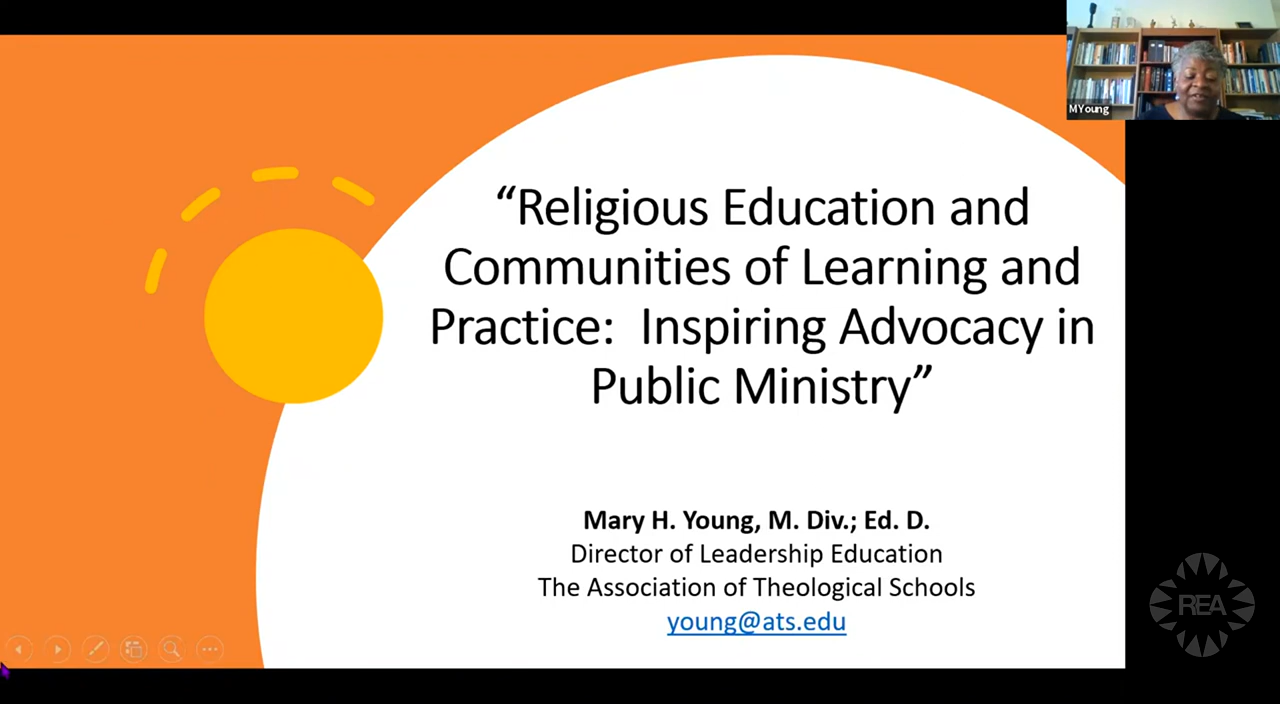 MYoung
“Religious Education and
Communities of Learning and
Practice:  Inspiring Advocacy in
Public Ministry”
Mary H. Young, M. Div.; Ed. D.
Director of Leadership Education
The Association of Theological Schools
young@ats.edu
REA